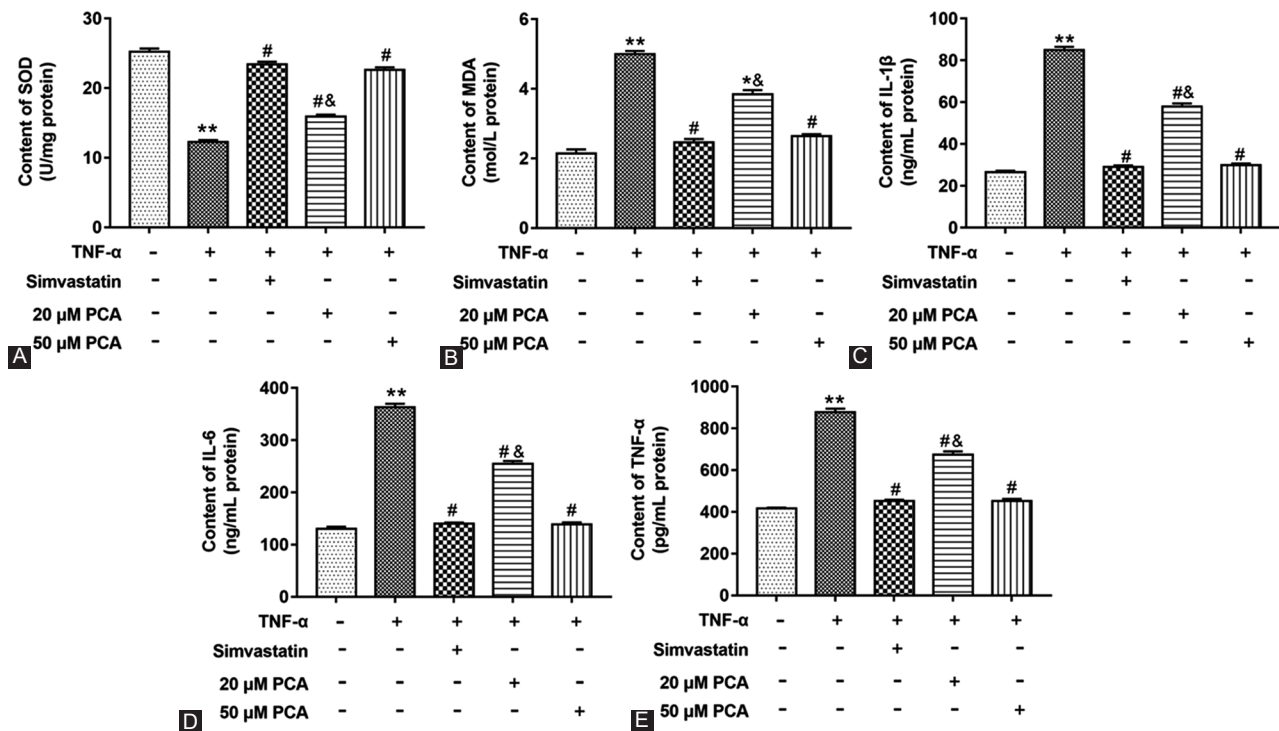 Content of SOD
(U/mg protein)
30
20
10
0
**
#
#&
#
TNF-α - + + + +
Simvastatin - - + - -
20 μM PCA - - - + -
50 μM PCA - - - - +
A
Content of MDA
(mol/L protein)
6
4
2
0
**
#
*&
#
TNF-α - + + + +
Simvastatin - - + - -
20 μM PCA - - - + -
50 μM PCA - - - - +
B
Content of IL-1β
(ng/mL protein)
100
80
60
40
20
0
**
#
#&
#
TNF-α - + + + +
Simvastatin - - + - -
20 μM PCA - - - + -
50 μM PCA - - - - +
C
Content of IL-6
(ng/mL protein)
400
300
200
100
0
**
#
#&
#
TNF-α - + + + +
Simvastatin - - + - -
20 μM PCA - - - + -
50 μM PCA - - - - +
D
Content of TNF-α
(pg/mL protein)
1000
800
600
400
200
0
**
#
#&
#
TNF-α - + + + +
Simvastatin - - + - -
20 μM PCA - - - + -
50 μM PCA - - - - +
E